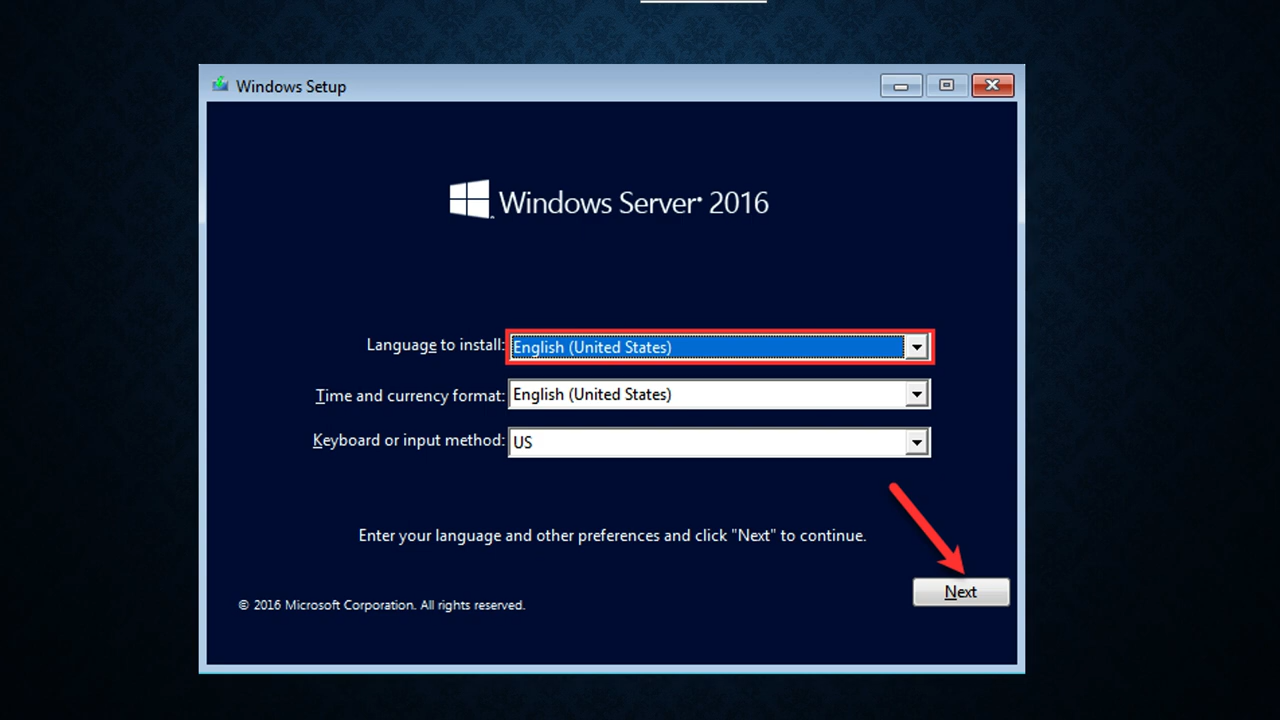 Windows Setup
Windows Server® 2016
Language to install: English (United States)
Time and currency format: English (United States)
Keyboard or input method: US
Enter your language and other preferences and click "Next" to continue.
Next
© 2016 Microsoft Corporation. All rights reserved.